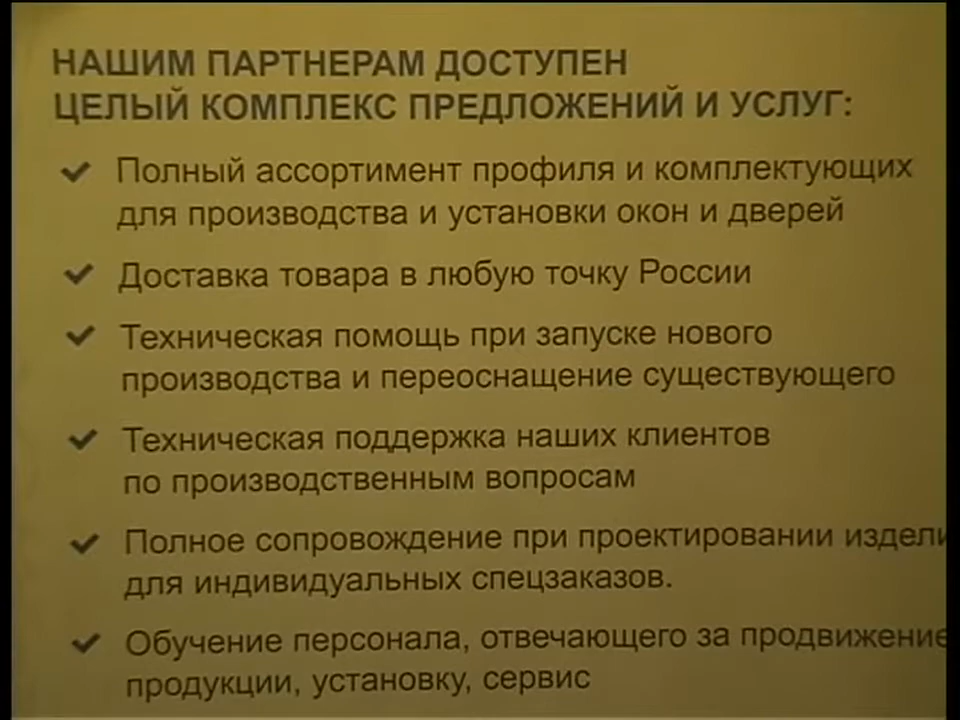 НАШИМ ПАРТНЕРАМ ДОСТУПЕН
ЦЕЛЫЙ КОМПЛЕКС ПРЕДЛОЖЕНИЙ И УСЛУГ:
Полный ассортимент профиля и комплектующих
для производства и установки окон и дверей
Доставка товара в любую точку России
Техническая помощь при запуске нового
производства и переоснащение существующего
Техническая поддержка наших клиентов
по производственным вопросам
Полное сопровождение при проектировании издели
для индивидуальных спецзаказов.
Обучение персонала, отвечающего за продвижение
продукции, установку, сервис